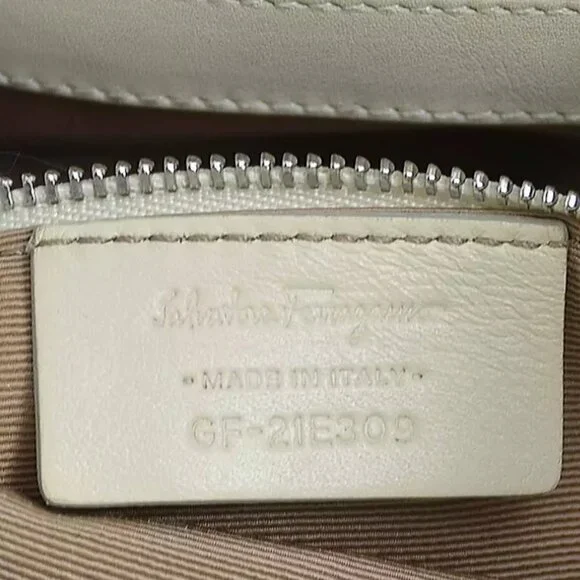 Salvatore Ferragamo
• MADE IN ITALY •
GF-21E309